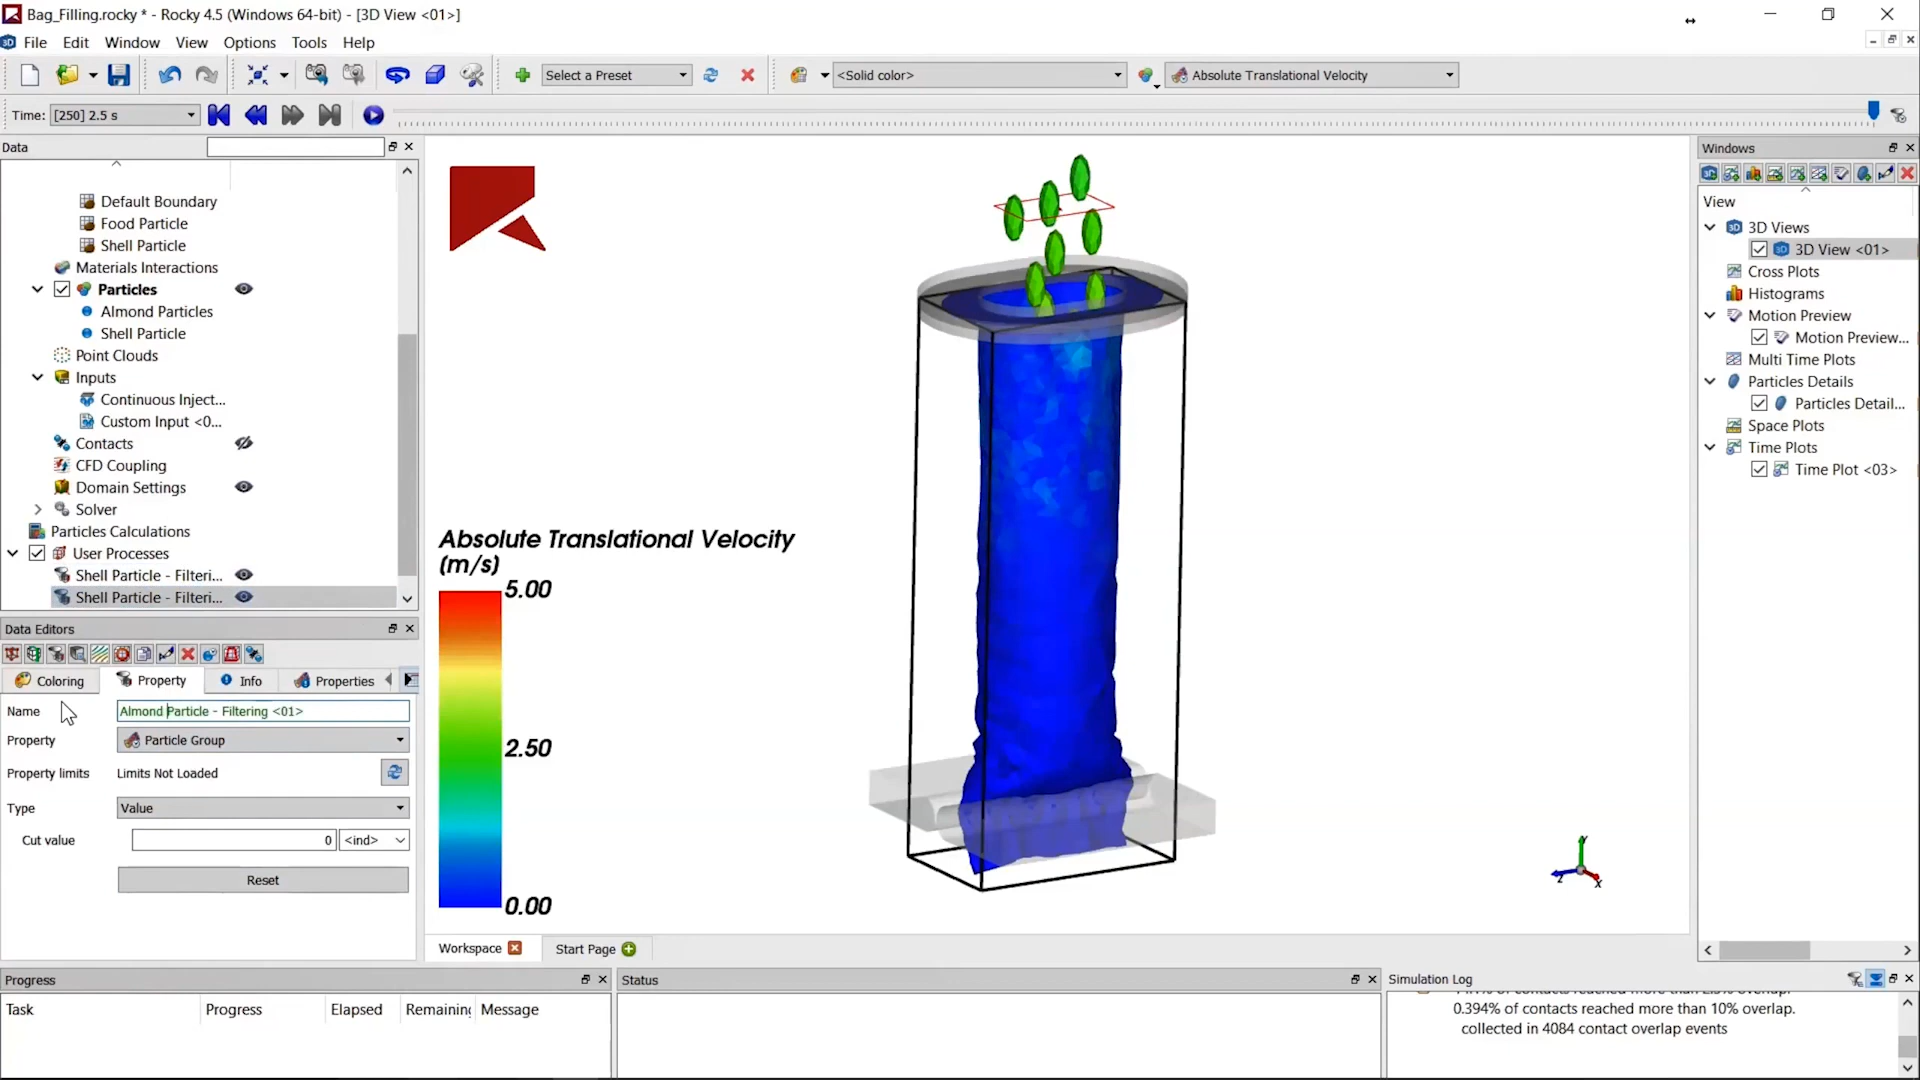 Bag_Filling.rocky * - Rocky 4.5 (Windows 64-bit) - [3D View <01>]
File Edit Window View Options Tools Help
Select a Preset
<Solid color>
Absolute Translational Velocity
Time: [250] 2.5 s
Data
Default Boundary
Food Particle
Shell Particle
Materials Interactions
Particles
Almond Particles
Shell Particle
Point Clouds
Inputs
Continuous Inject...
Custom Input <0...
Contacts
CFD Coupling
Domain Settings
Solver
Particles Calculations
User Processes
Shell Particle - Filteri...
Shell Particle - Filteri...
Data Editors
Coloring Property Info Properties
Name Almond Particle - Filtering <01>
Property Particle Group
Property limits Limits Not Loaded
Type Value
Cut value 0 <ind>
Reset
Absolute Translational Velocity
(m/s)
5.00
2.50
0.00
Y
Z
X
Workspace Start Page
Windows
View
3D Views
3D View <01>
Cross Plots
Histograms
Motion Preview
Motion Preview...
Multi Time Plots
Particles Details
Particles Detail...
Space Plots
Time Plots
Time Plot <03>
Progress
Task Progress Elapsed Remaining Message
Status
Simulation Log
of contacts reached more than
0.394% of contacts reached more than 10% overlap.
collected in 4084 contact overlap events